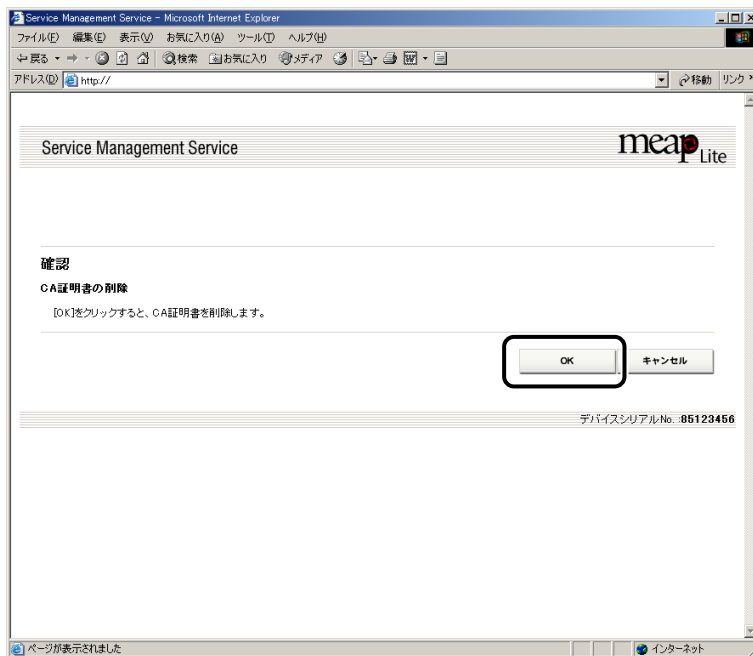 Service Management Service - Microsoft Internet Explorer
ファイル(F) 編集(E) 表示(V) お気に入り(A) ツール(T) ヘルプ(H)
戻る 検索 お気に入り メディア
アドレス(D) http:// 移動 リンク »
Service Management Service
meap Lite
確認
CA証明書の削除
[OK]をクリックすると、CA証明書を削除します。
OK キャンセル
デバイスシリアルNo. :85123456
ページが表示されました インターネット